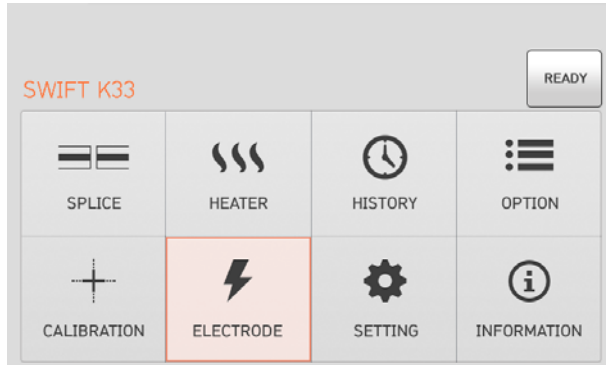 SWIFT K33
READY
SPLICE
HEATER
HISTORY
OPTION
CALIBRATION
ELECTRODE
SETTING
INFORMATION